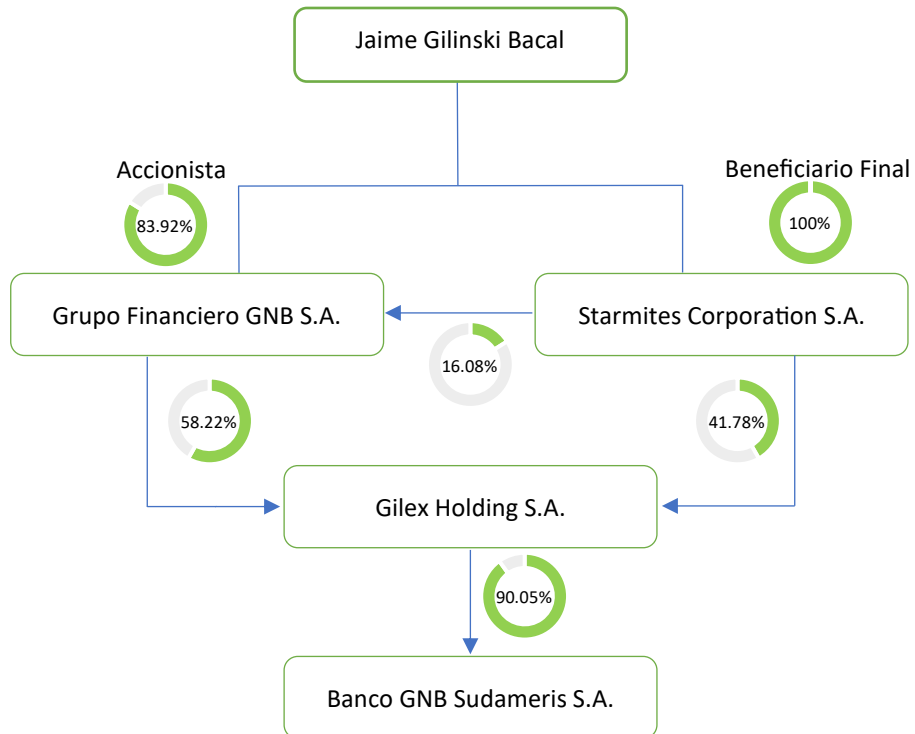 Jaime Gilinski Bacal
Accionista
Beneficiario Final
83.92%
100%
Grupo Financiero GNB S.A.
Starmites Corporation S.A.
16.08%
58.22%
41.78%
Gilex Holding S.A.
90.05%
Banco GNB Sudameris S.A.